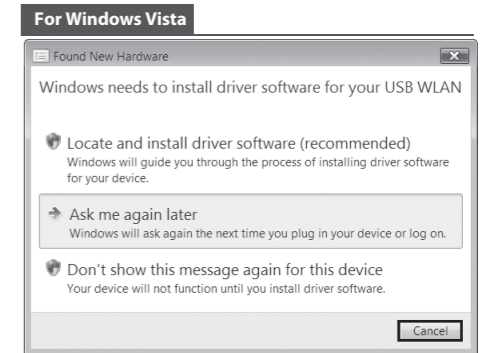 For Windows Vista
Found New Hardware
Windows needs to install driver software for your USB WLAN
Locate and install driver software (recommended)
Windows will guide you through the process of installing driver software
for your device.
Ask me again later
Windows will ask again the next time you plug in your device or log on.
Don't show this message again for this device
Your device will not function until you install driver software.
Cancel